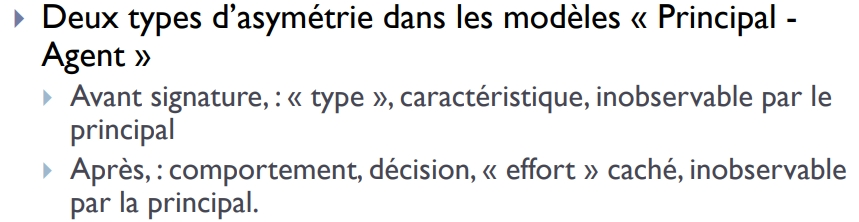 Deux types d'asymétrie dans les modèles « Principal -
Agent »
Avant signature, : « type », caractéristique, inobservable par le
principal
Après, : comportement, décision, « effort » caché, inobservable
par la principal.